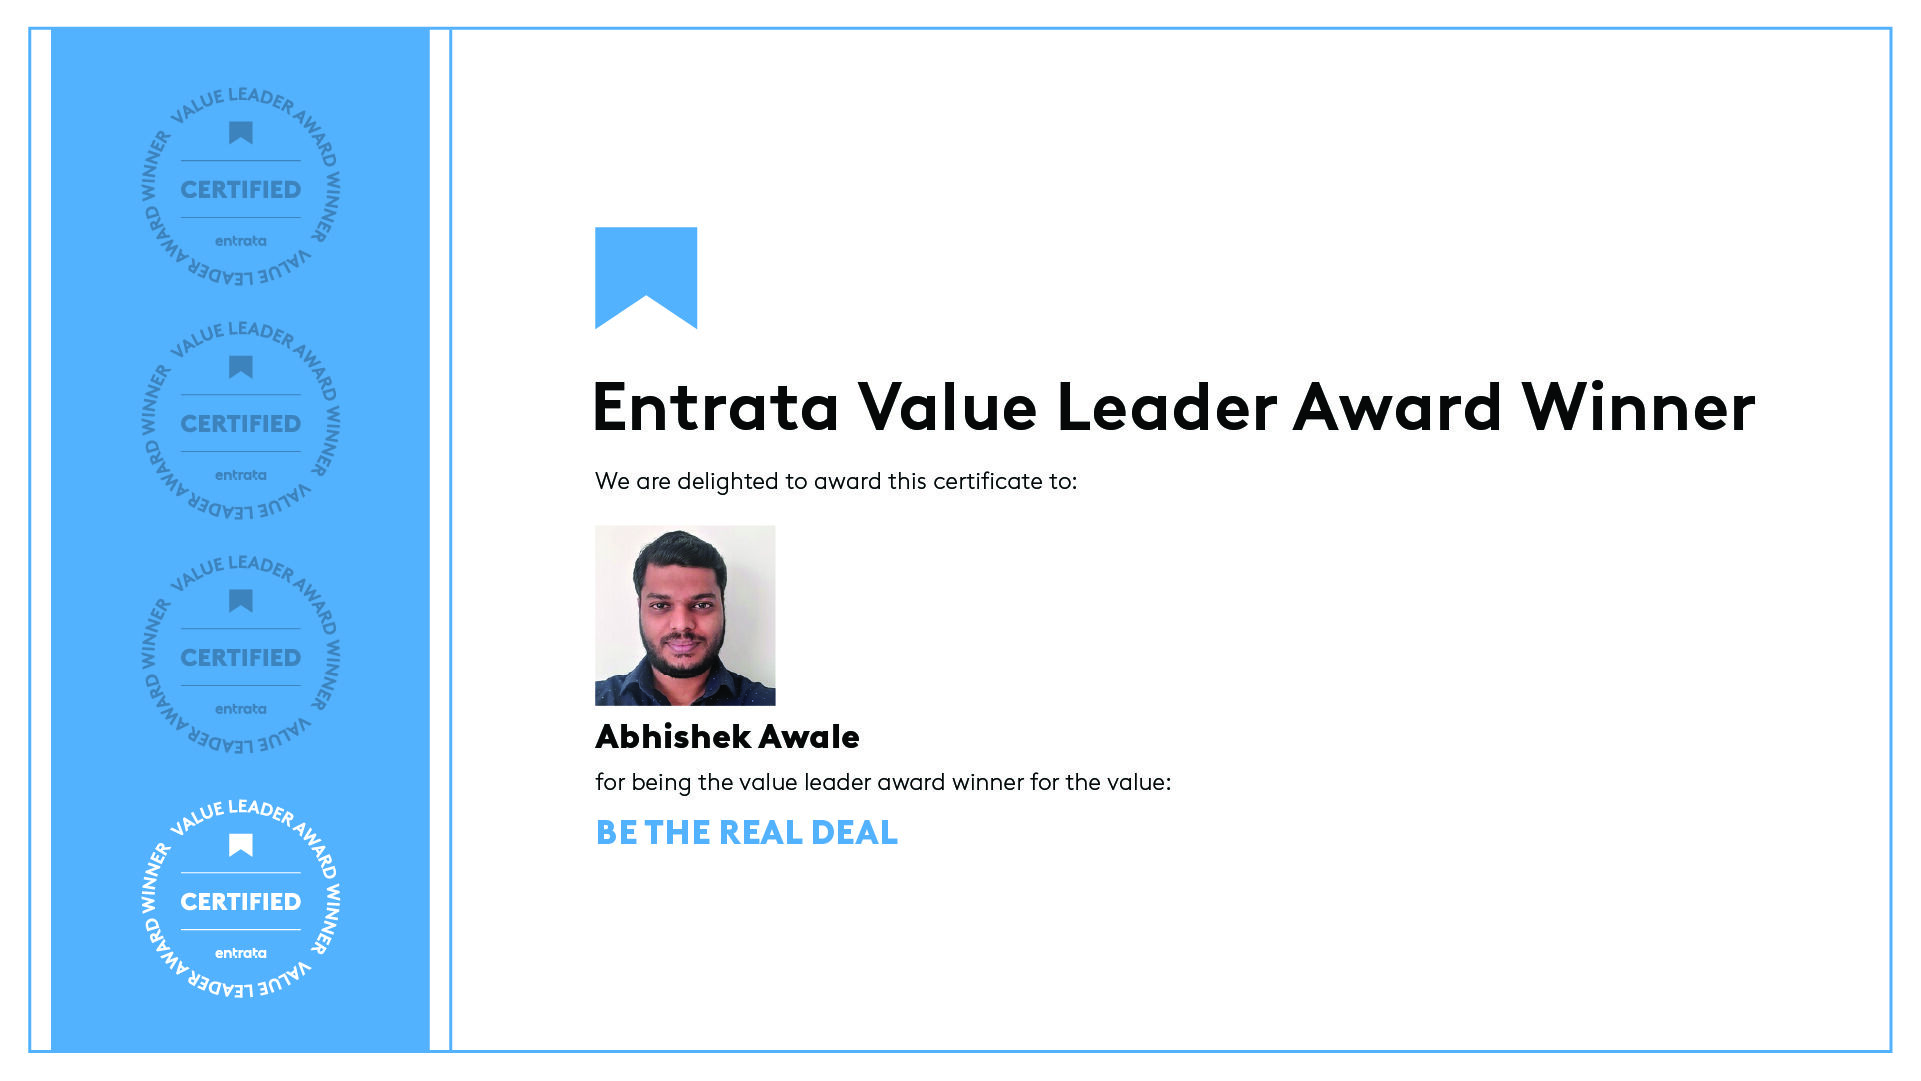 VALUE LEADER AWARD WINNER
VALUE LEADER AWARD WINNER
CERTIFIED
entrata
VALUE LEADER AWARD WINNER
VALUE LEADER AWARD WINNER
CERTIFIED
entrata
VALUE LEADER AWARD WINNER
VALUE LEADER AWARD WINNER
CERTIFIED
entrata
VALUE LEADER AWARD WINNER
VALUE LEADER AWARD WINNER
CERTIFIED
entrata
Entrata Value Leader Award Winner
We are delighted to award this certificate to:
Abhishek Awale
for being the value leader award winner for the value:
BE THE REAL DEAL